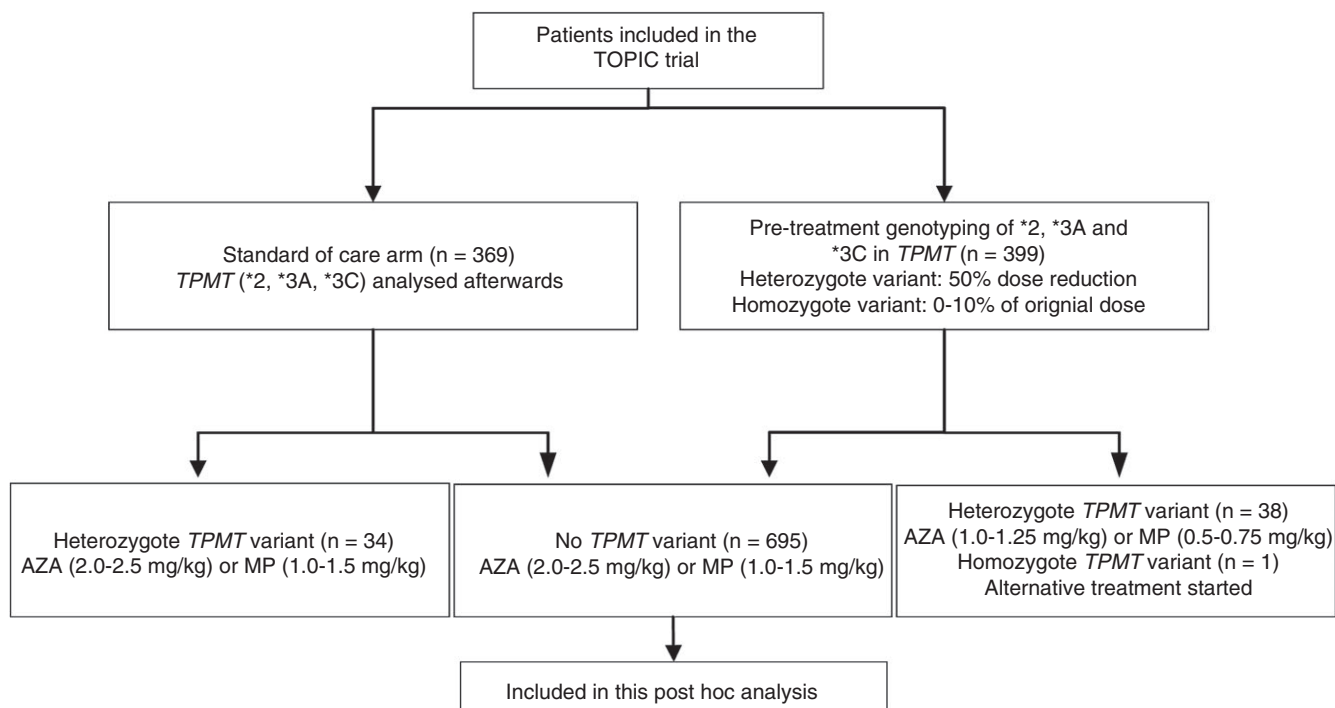 Patients included in the
TOPIC trial
Standard of care arm (n = 369)
TPMT (*2, *3A, *3C) analysed afterwards
Pre-treatment genotyping of *2, *3A and
*3C in TPMT (n = 399)
Heterozygote variant: 50% dose reduction
Homozygote variant: 0-10% of orignial dose
Heterozygote TPMT variant (n = 34)
AZA (2.0-2.5 mg/kg) or MP (1.0-1.5 mg/kg)
No TPMT variant (n = 695)
AZA (2.0-2.5 mg/kg) or MP (1.0-1.5 mg/kg)
Heterozygote TPMT variant (n = 38)
AZA (1.0-1.25 mg/kg) or MP (0.5-0.75 mg/kg)
Homozygote TPMT variant (n = 1)
Alternative treatment started
Included in this post hoc analysis